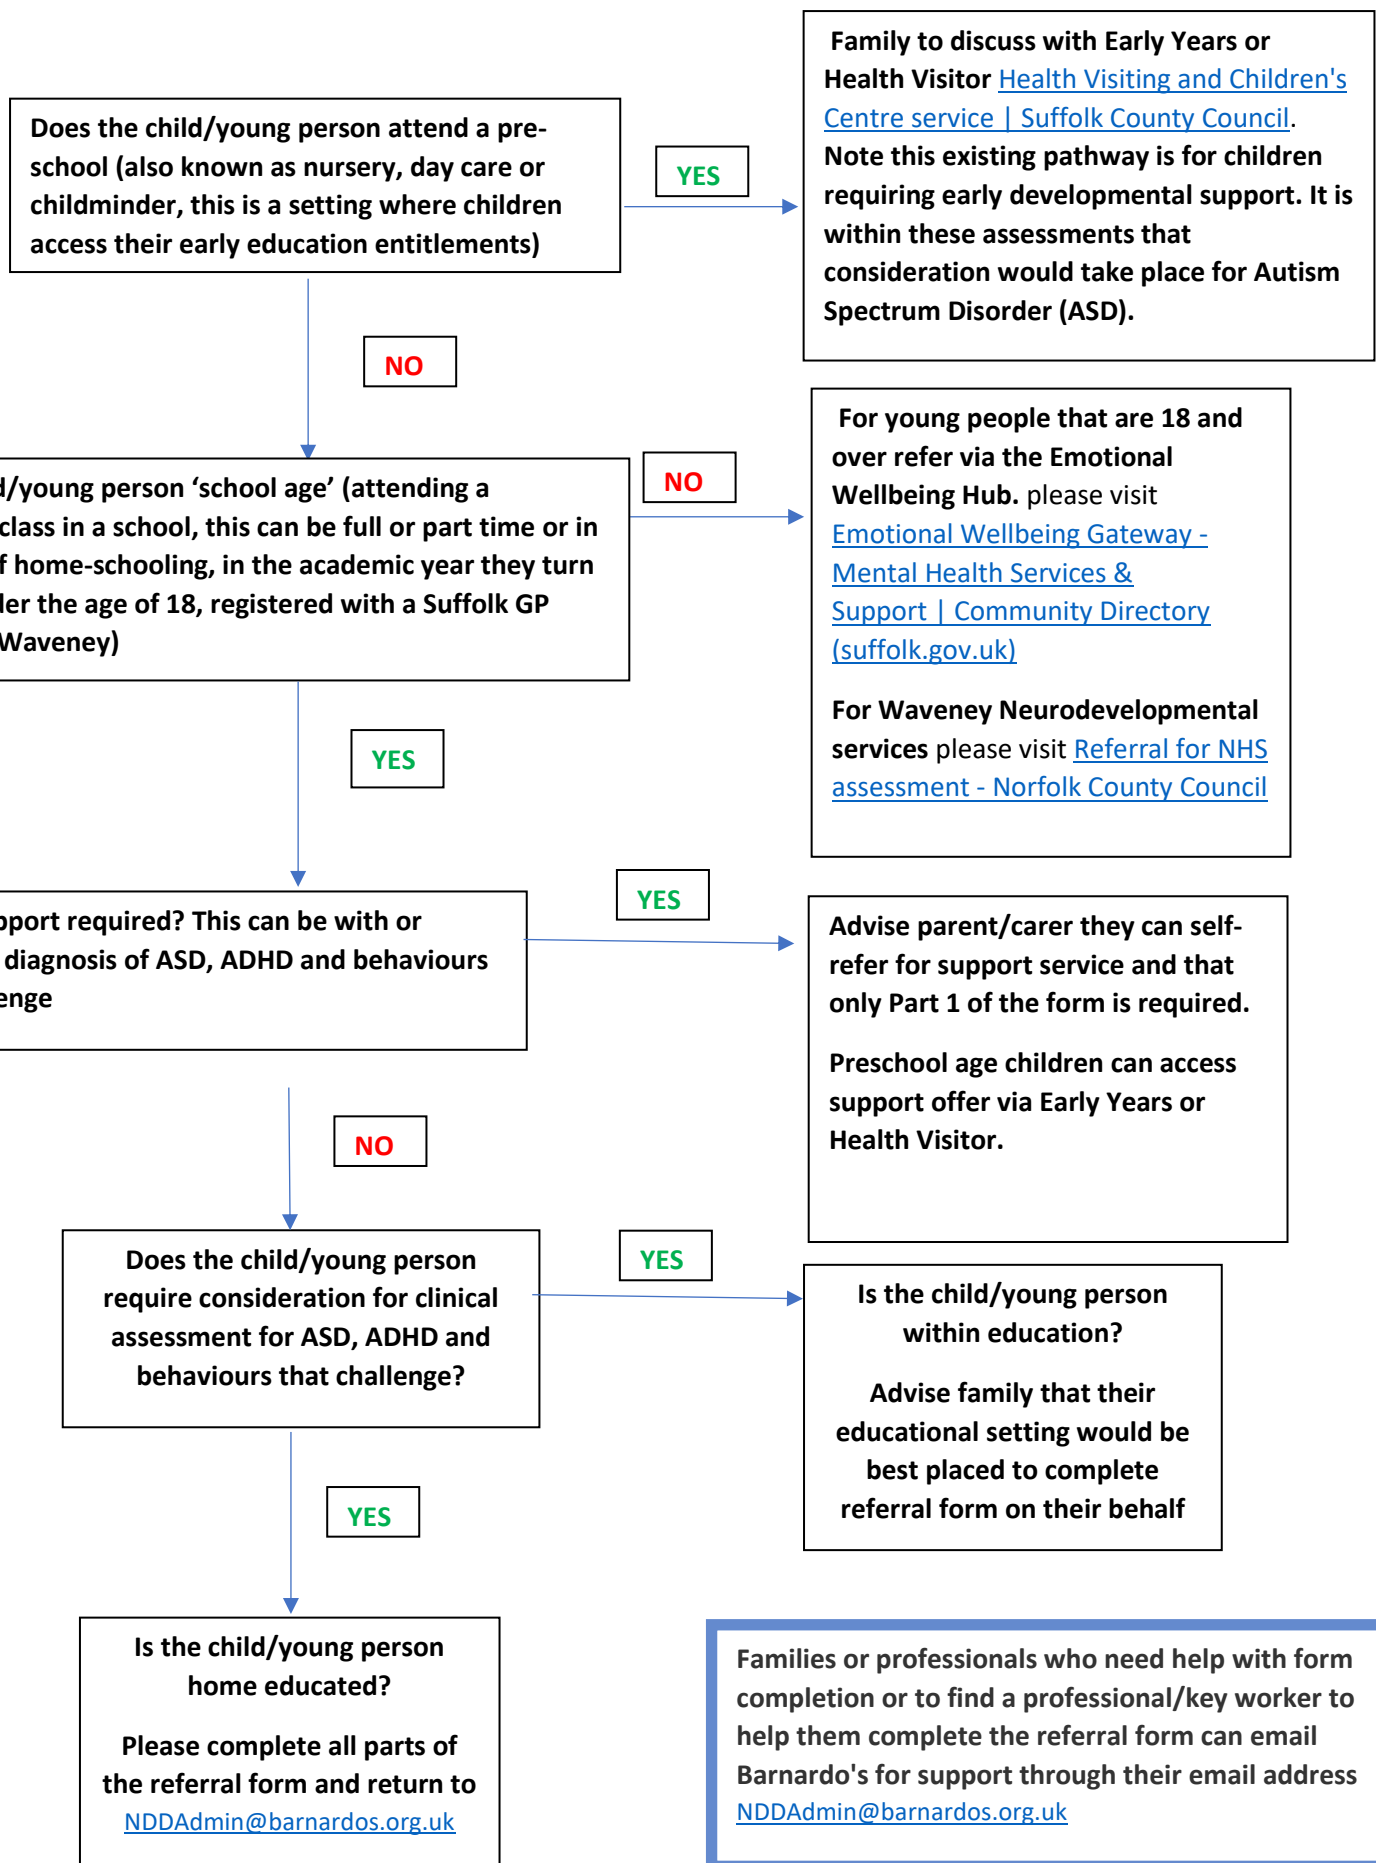 Family to discuss with Early Years or
Health Visitor Health Visiting and Children's
Centre service | Suffolk County Council.
Note this existing pathway is for children
requiring early developmental support. It is
within these assessments that
consideration would take place for Autism
Spectrum Disorder (ASD).
Does the child/young person attend a pre-
school (also known as nursery, day care or
childminder, this is a setting where children
access their early education entitlements)
YES
NO
For young people that are 18 and
over refer via the Emotional
Wellbeing Hub. please visit
Emotional Wellbeing Gateway -
Mental Health Services &
Support | Community Directory
(suffolk.gov.uk)
For Waveney Neurodevelopmental
services please visit Referral for NHS
assessment - Norfolk County Council
NO
/young person ‘school age’ (attending a
class in a school, this can be full or part time or in
home-schooling, in the academic year they turn
the age of 18, registered with a Suffolk GP
Waveney)
YES
required? This can be with or
diagnosis of ASD, ADHD and behaviours
YES
Advise parent/carer they can self-
refer for support service and that
only Part 1 of the form is required.
Preschool age children can access
support offer via Early Years or
Health Visitor.
NO
Does the child/young person
require consideration for clinical
assessment for ASD, ADHD and
behaviours that challenge?
YES
Is the child/young person
within education?
Advise family that their
educational setting would be
best placed to complete
referral form on their behalf
YES
Is the child/young person
home educated?
Please complete all parts of
the referral form and return to
NDDAdmin@barnardos.org.uk
Families or professionals who need help with form
completion or to find a professional/key worker to
help them complete the referral form can email
Barnardo's for support through their email address
NDDAdmin@barnardos.org.uk